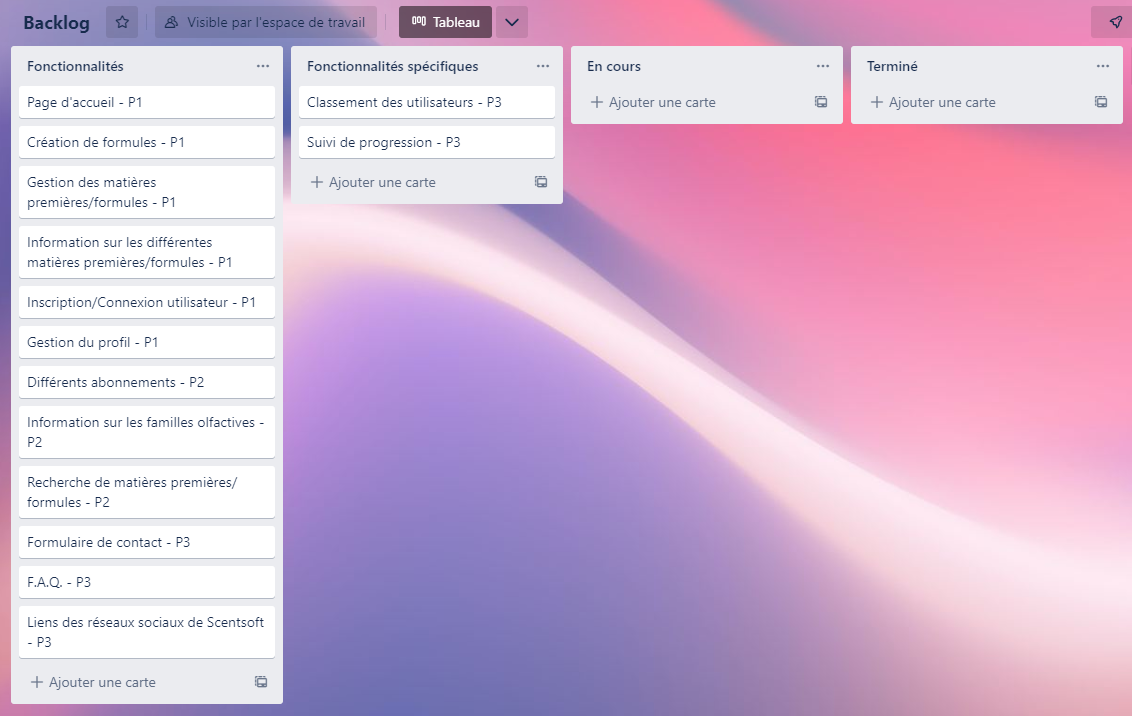 Backlog
Visible par l'espace de travail
Tableau
Fonctionnalités
Page d'accueil - P1
Création de formules - P1
Gestion des matières
premières/formules - P1
Information sur les différentes
matières premières/formules - P1
Inscription/Connexion utilisateur - P1
Gestion du profil - P1
Différents abonnements - P2
Information sur les familles olfactives -
P2
Recherche de matières premières/
formules - P2
Formulaire de contact - P3
F.A.Q. - P3
Liens des réseaux sociaux de Scentsoft
- P3
Ajouter une carte
Fonctionnalités spécifiques
Classement des utilisateurs - P3
Suivi de progression - P3
Ajouter une carte
En cours
Ajouter une carte
Terminé
Ajouter une carte